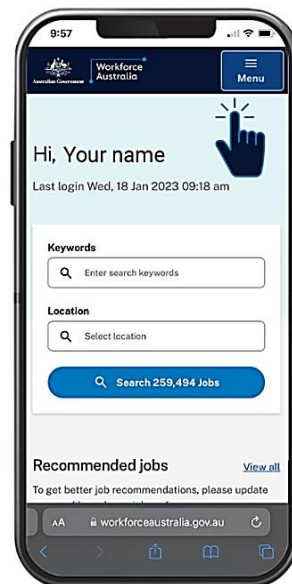 9:57
Australian Government
Workforce
Australia
Menu
Hi, Your name
Last login Wed, 18 Jan 2023 09:18 am
Keywords
Enter search keywords
Location
Select location
Search 259,494 Jobs
Recommended jobs View all
To get better job recommendations, please update
AA workforceaustralia.gov.au